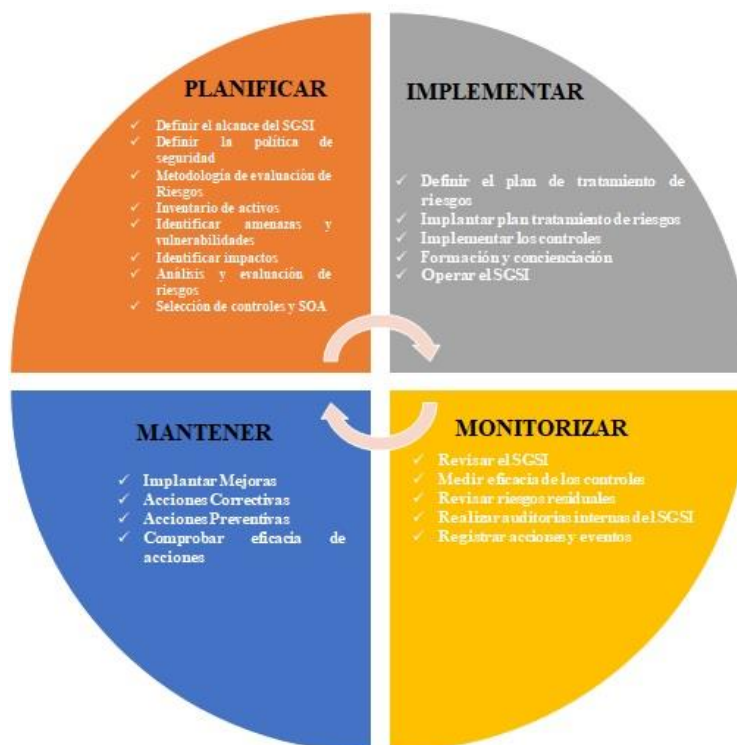 PLANIFICAR
✓ Definir el alcance del SGSI
✓ Definir la política de
seguridad
✓ Metodología de evaluación de
Riesgos
✓ Inventario de activos
✓ Identificar amenazas y
vulnerabilidades
✓ Identificar impactos
✓ Análisis y evaluación de
riesgos
✓ Selección de controles y SOA
IMPLEMENTAR
✓ Definir el plan de tratamiento de
riesgos
✓ Implantar plan tratamiento de riesgos
✓ Implementar los controles
✓ Formación y concienciación
✓ Operar el SGSI
MANTENER
✓ Implantar Mejoras
✓ Acciones Correctivas
✓ Acciones Preventivas
✓ Comprobar eficacia de
acciones
MONITORIZAR
✓ Revisar el SGSI
✓ Medir eficacia de los controles
✓ Revisar riesgos residuales
✓ Realizar auditorias internas del SGSI
✓ Registrar acciones y eventos